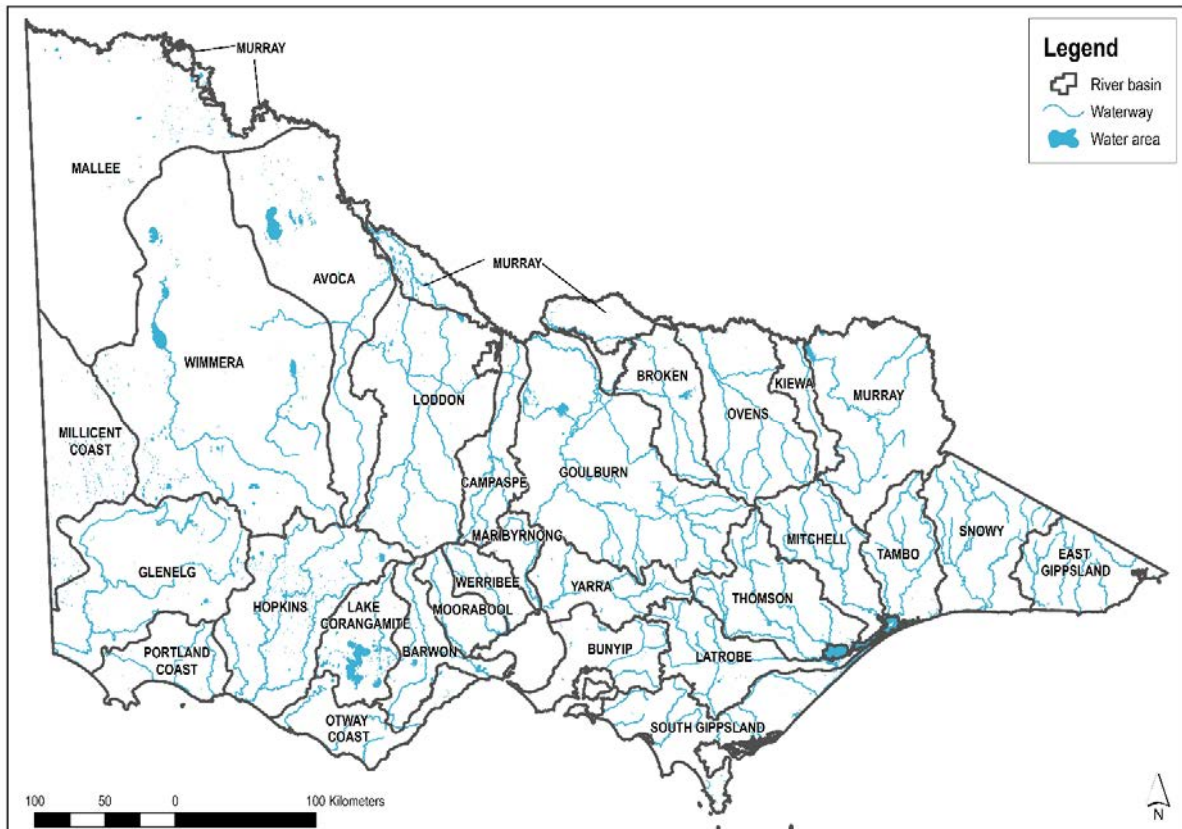 Legend
River basin
Waterway
Water area
MURRAY
MALLEE
AVOCA
MURRAY
WIMMERA
LODDON
BROKEN
KIEWA
OVENS
MURRAY
MILLICENT
COAST
CAMPASPE
GOULBURN
MARIBYRNONG
MITCHELL
TAMBO
SNOWY
EAST
GIPPSLAND
GLENELG
HOPKINS
LAKE
CORANGAMITE
WERRIBEE
MOORABOOL
YARRA
THOMSON
PORTLAND
COAST
BARWON
BUNYIP
LATROBE
OTWAY
COAST
SOUTH GIPPSLAND
100 50 0 100 Kilometers
N